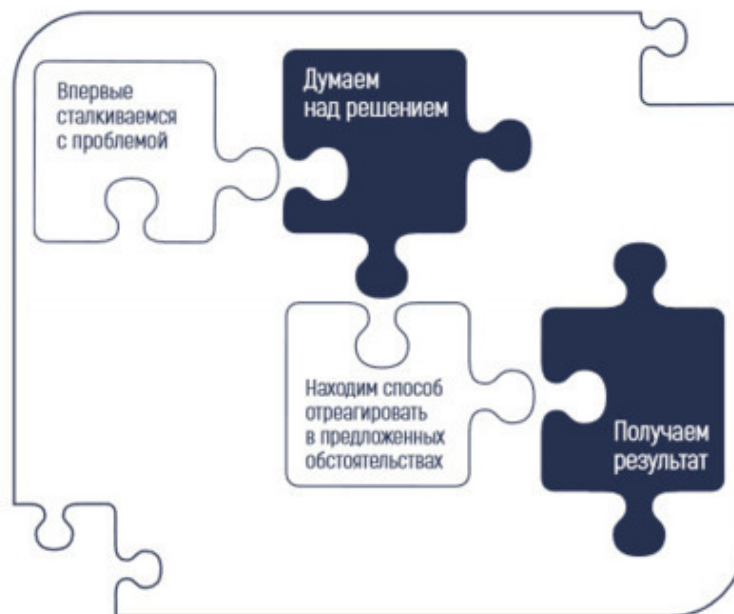 Впервые
сталкиваемся
с проблемой
Думаем
над решением
Находим способ
отреагировать
в предложенных
обстоятельствах
Получаем
результат